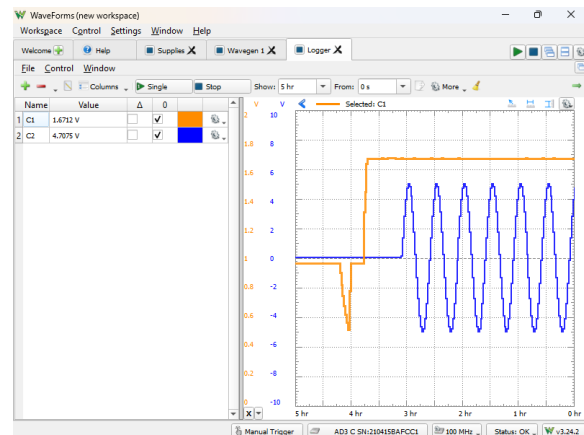 WaveForms (new workspace)
Workspace Control Settings Window Help
Welcome Help Supplies Wavegen 1 Logger
File Control Window
Columns Single Stop Show: 5 hr From: 0 s More
Name Value Δ 0
1 C1 1.6712 V
2 C2 4.7075 V
V V Selected: C1
2 10
1.8 8
1.6 6
1.4 4
1.2 2
1 0
0.8 -2
0.6 -4
0.4 -6
0.2 -8
0 -10
X 5 hr 4 hr 3 hr 2 hr 1 hr 0 hr
Manual Trigger AD3 C SN:210415BAFCC1 100 MHz Status: OK v3.24.2